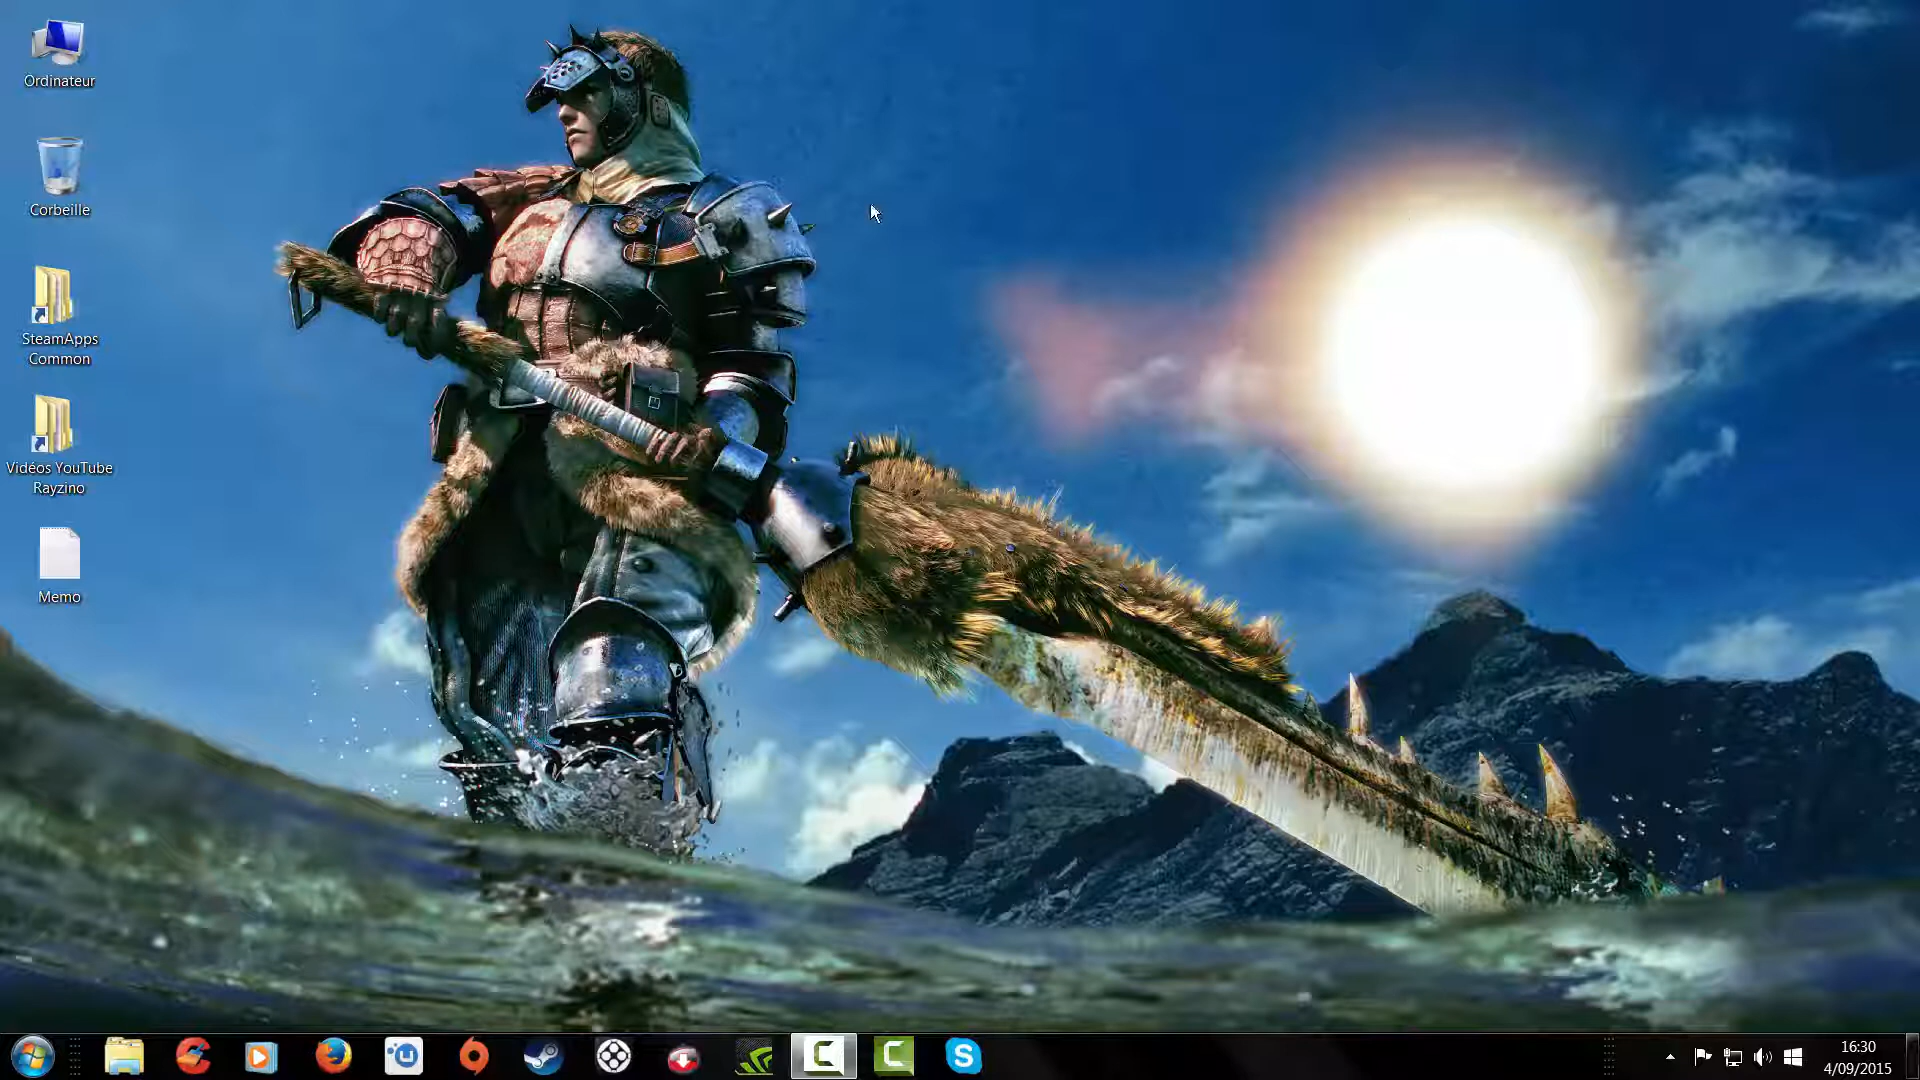 Ordinateur
Corbeille
SteamApps
Common
Vidéos YouTube
Rayzino
Memo
16:30
4/09/2015